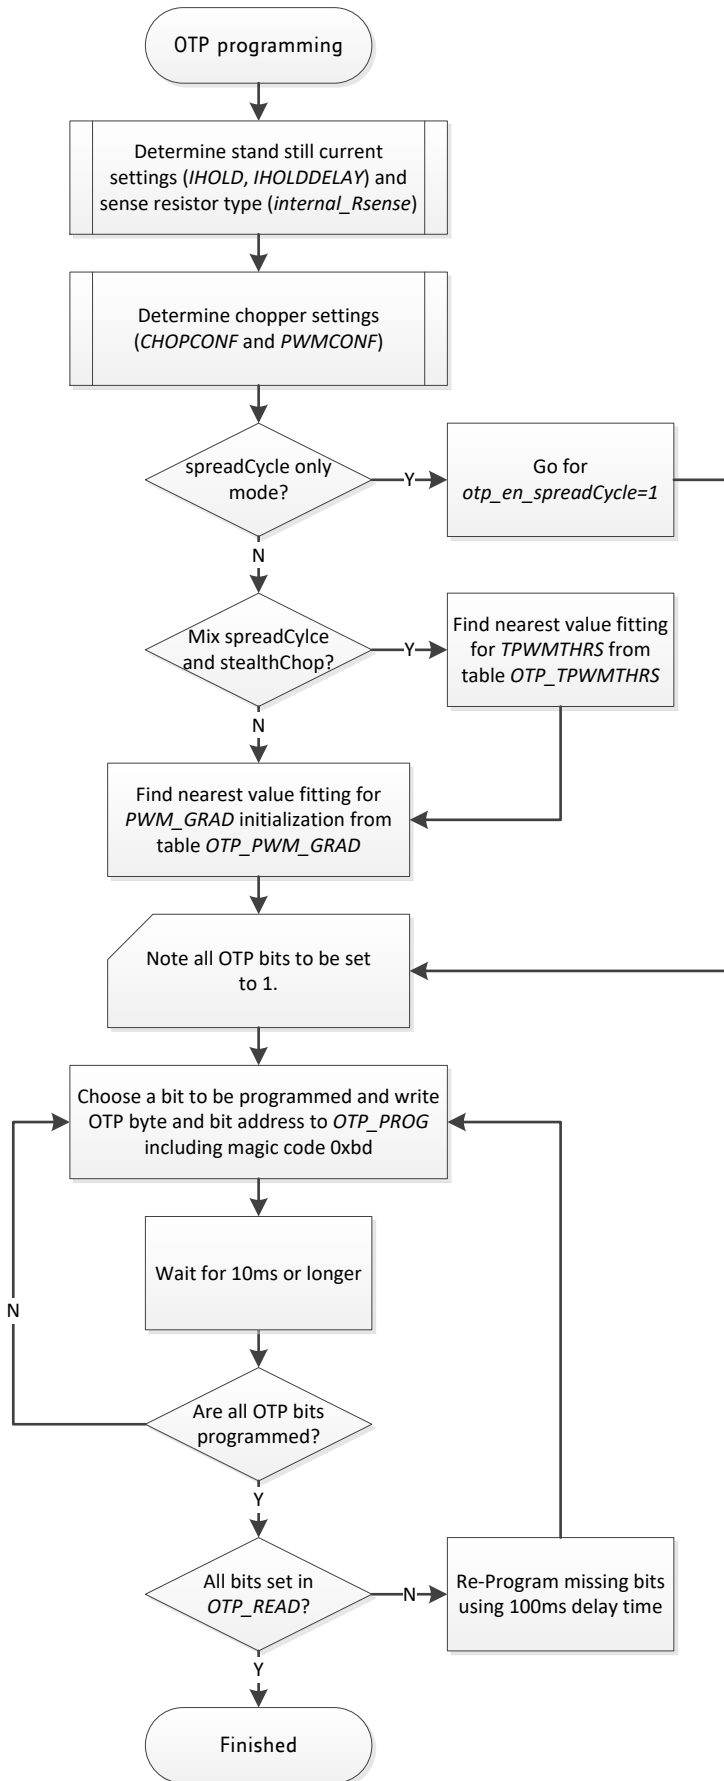 OTP programming
Determine stand still current
settings (IHOLD, IHOLDDELAY) and
sense resistor type (internal_Rsense)
Determine chopper settings
(CHOPCONF and PWMCONF)
spreadCycle only
mode?
Y
Go for
otp_en_spreadCycle=1
N
Mix spreadCylce
and stealthChop?
Y
Find nearest value fitting
for TPWMTHRS from
table OTP_TPWMTHRS
N
Find nearest value fitting for
PWM_GRAD initialization from
table OTP_PWM_GRAD
Note all OTP bits to be set
to 1.
Choose a bit to be programmed and write
OTP byte and bit address to OTP_PROG
including magic code 0xbd
Wait for 10ms or longer
N
Are all OTP bits
programmed?
Y
All bits set in
OTP_READ?
N
Re-Program missing bits
using 100ms delay time
Y
Finished